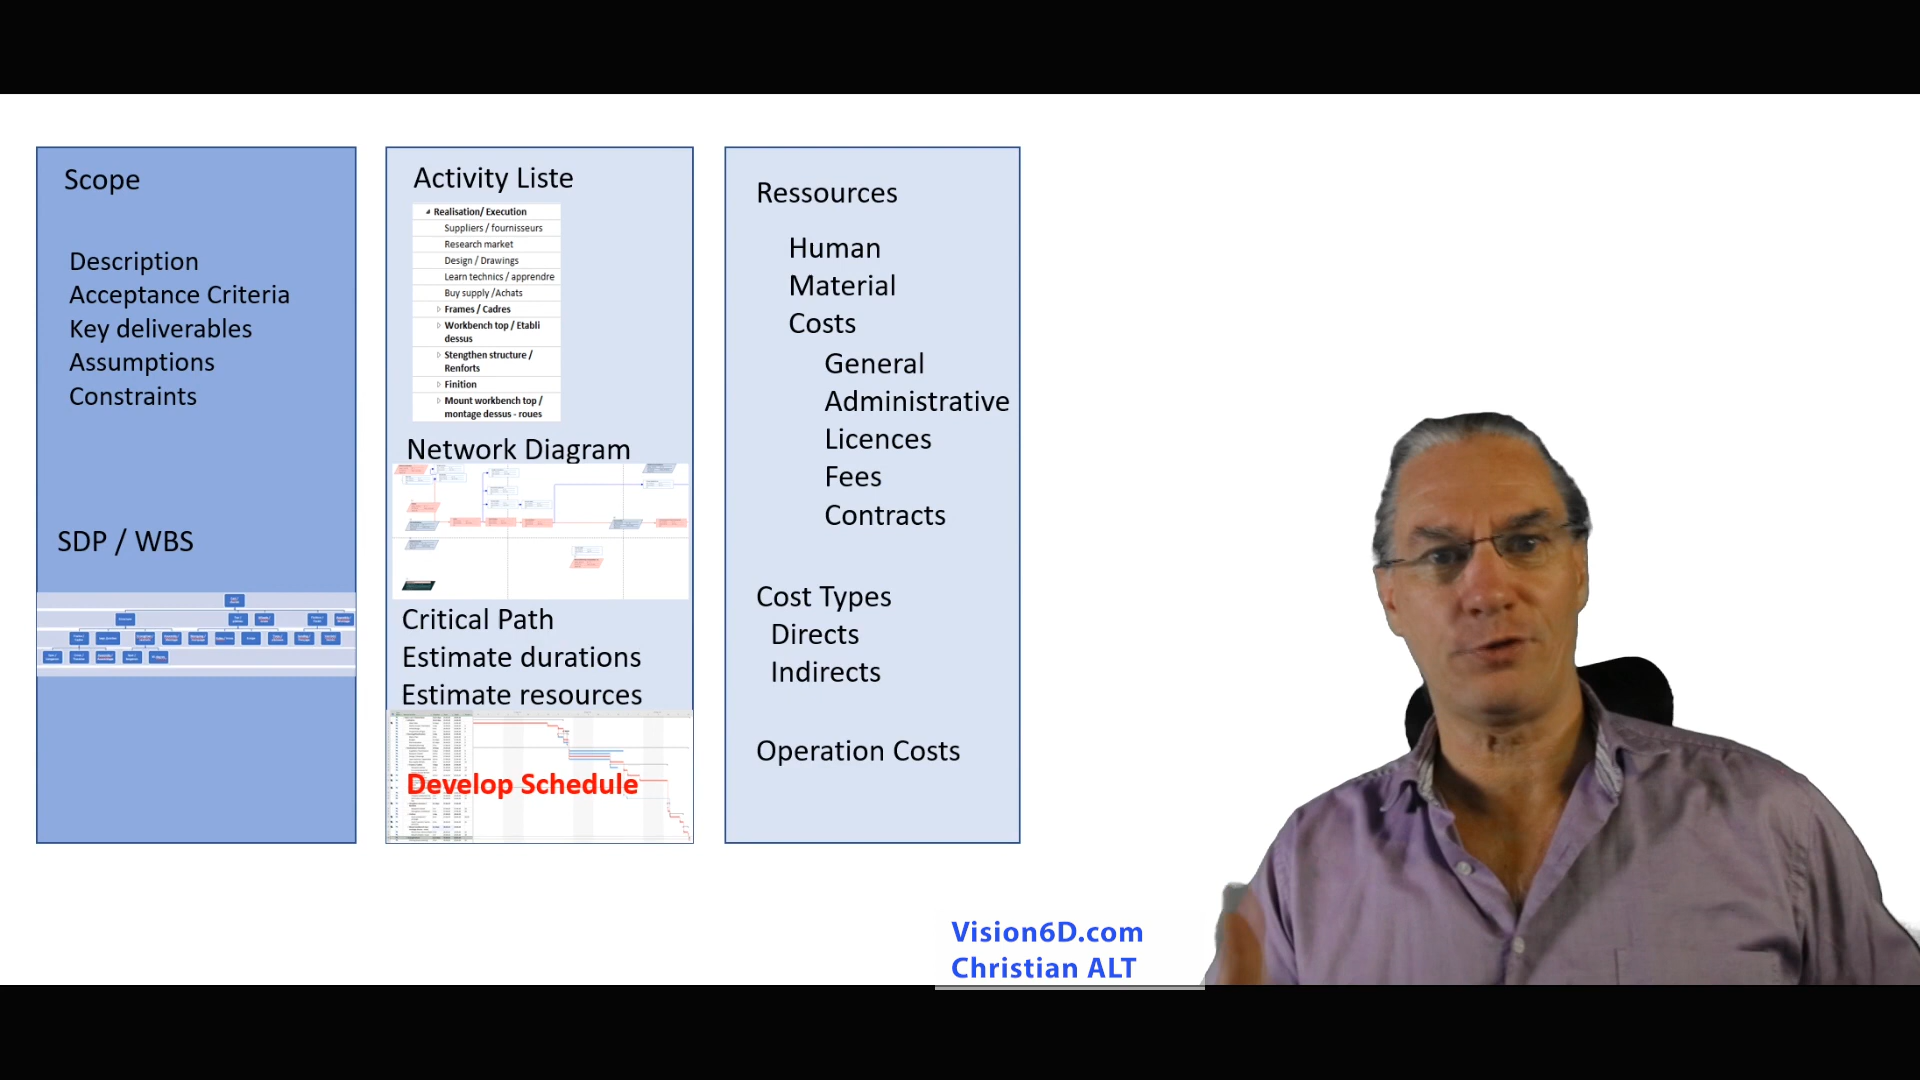 Scope
Description
Acceptance Criteria
Key deliverables
Assumptions
Constraints
SDP / WBS
Activity Liste
Realisation/ Execution
Suppliers / fournisseurs
Research market
Design / Drawings
Learn technics / apprendre
Buy supply /Achats
Frames / Cadres
Workbench top / Etabli
dessus
Stengthen structure /
Renforts
Finition
Mount workbench top /
montage dessus - roues
Network Diagram
Critical Path
Estimate durations
Estimate resources
Develop Schedule
Ressources
Human
Material
Costs
General
Administrative
Licences
Fees
Contracts
Cost Types
Directs
Indirects
Operation Costs
Vision6D.com
Christian ALT